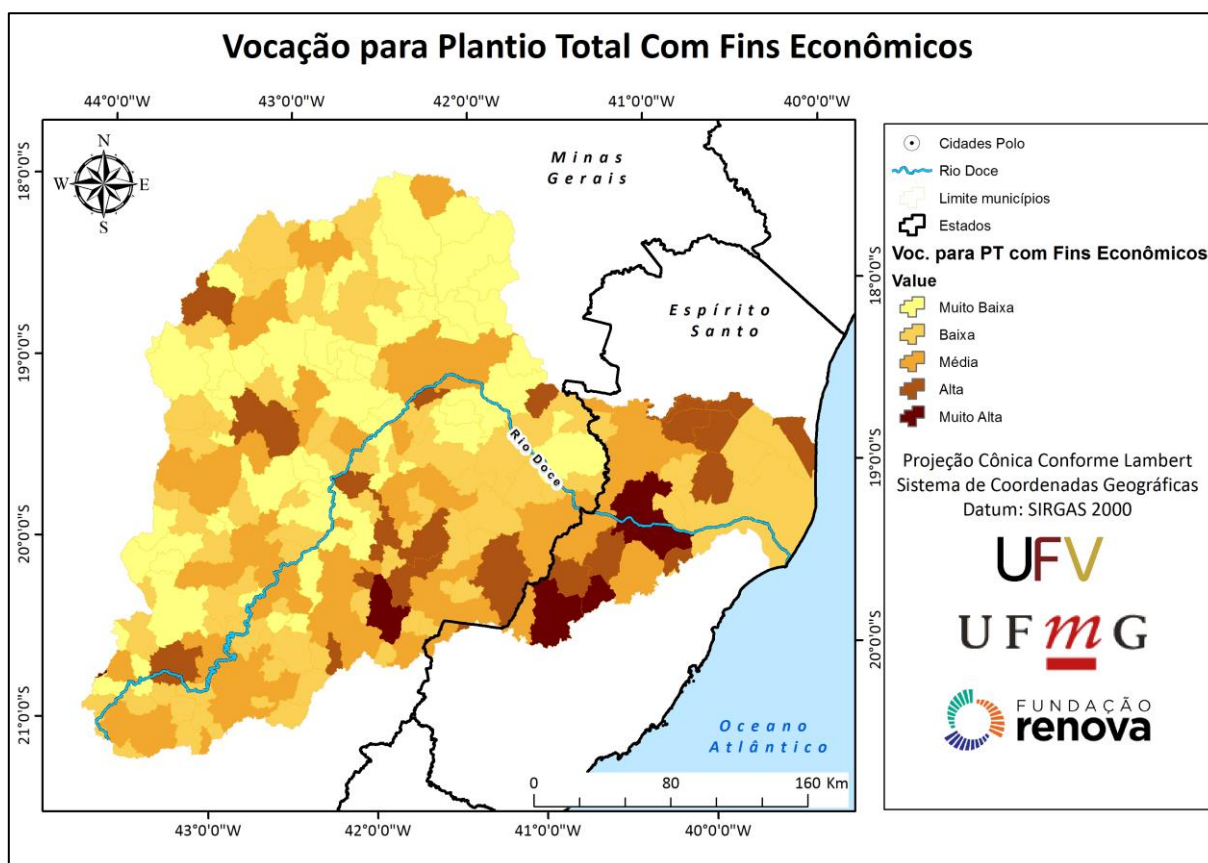 Vocação para Plantio Total Com Fins Econômicos
44°0'0"W
43°0'0"W
42°0'0"W
41°0'0"W
40°0'0"W
18°0'0"S
19°0'0"S
20°0'0"S
21°0'0"S
N
W
E
S
Minas
Gerais
Espírito
Santo
Rio Doce
Oceano
Atlântico
0
80
160 Km
18°0'0"S
19°0'0"S
20°0'0"S
43°0'0"W
42°0'0"W
41°0'0"W
40°0'0"W
Cidades Polo
Rio Doce
Limite municípios
Estados
Voc. para PT com Fins Econômicos
Value
Muito Baixa
Baixa
Média
Alta
Muito Alta
Projeção Cônica Conforme Lambert
Sistema de Coordenadas Geográficas
Datum: SIRGAS 2000
UFV
UFmG
FUNDAÇÃO
renova